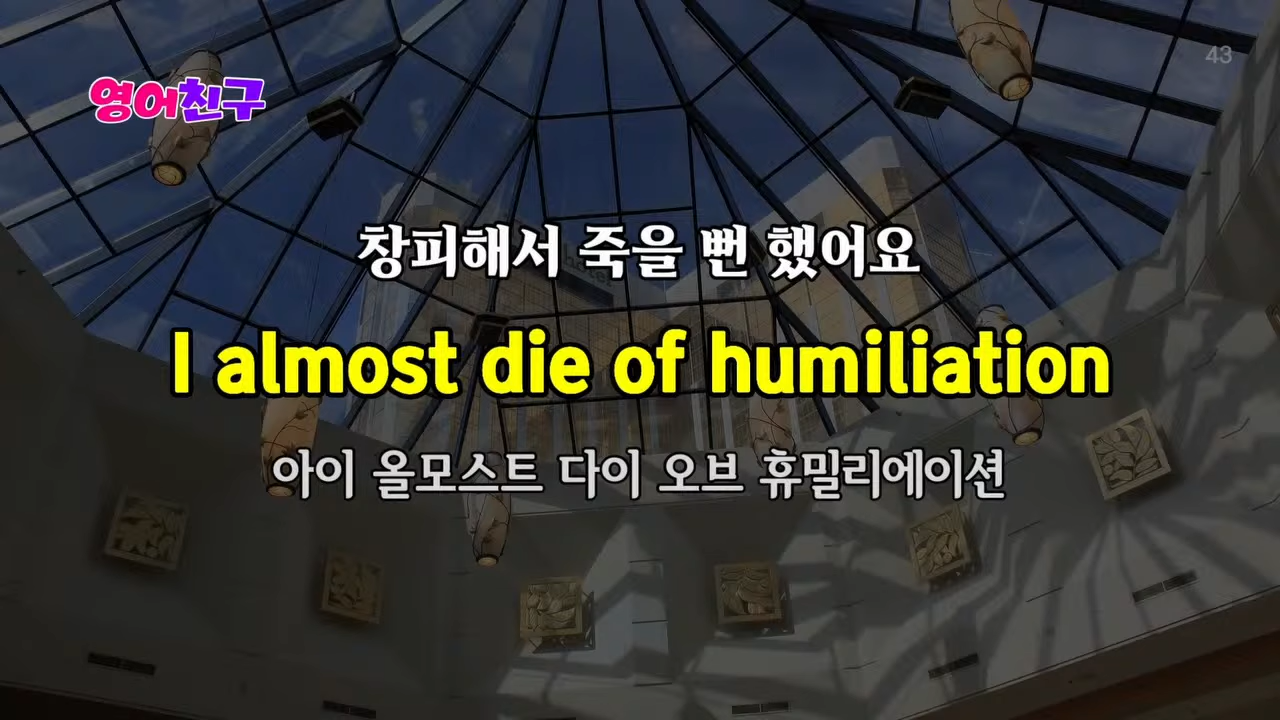 43
영어친구
창피해서 죽을 뻔 했어요
I almost die of humiliation
아이 올모스트 다이 오브 휴밀리에이션